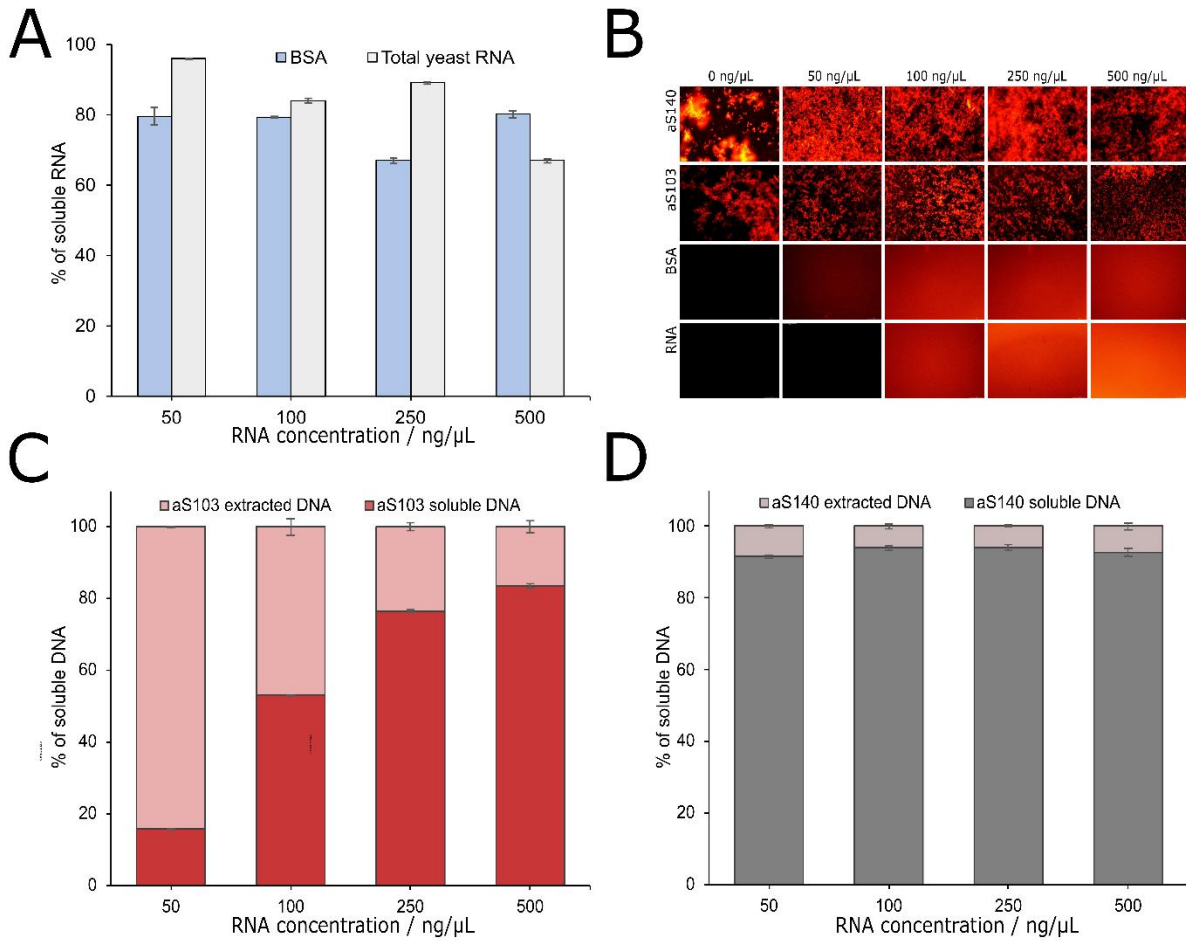 A
100
80
60
40
20
0
% of soluble RNA
BSA Total yeast RNA
50 100 250 500
RNA concentration / ng/µL
B
0 ng/µL 50 ng/µL 100 ng/µL 250 ng/µL 500 ng/µL
aS140
aS103
BSA
RNA
C
aS103 extracted DNA aS103 soluble DNA
100
80
60
40
20
0
% of soluble DNA
50 100 250 500
RNA concentration / ng/µL
D
aS140 extracted DNA aS140 soluble DNA
100
80
60
40
20
0
% of soluble DNA
50 100 250 500
RNA concentration / ng/µL